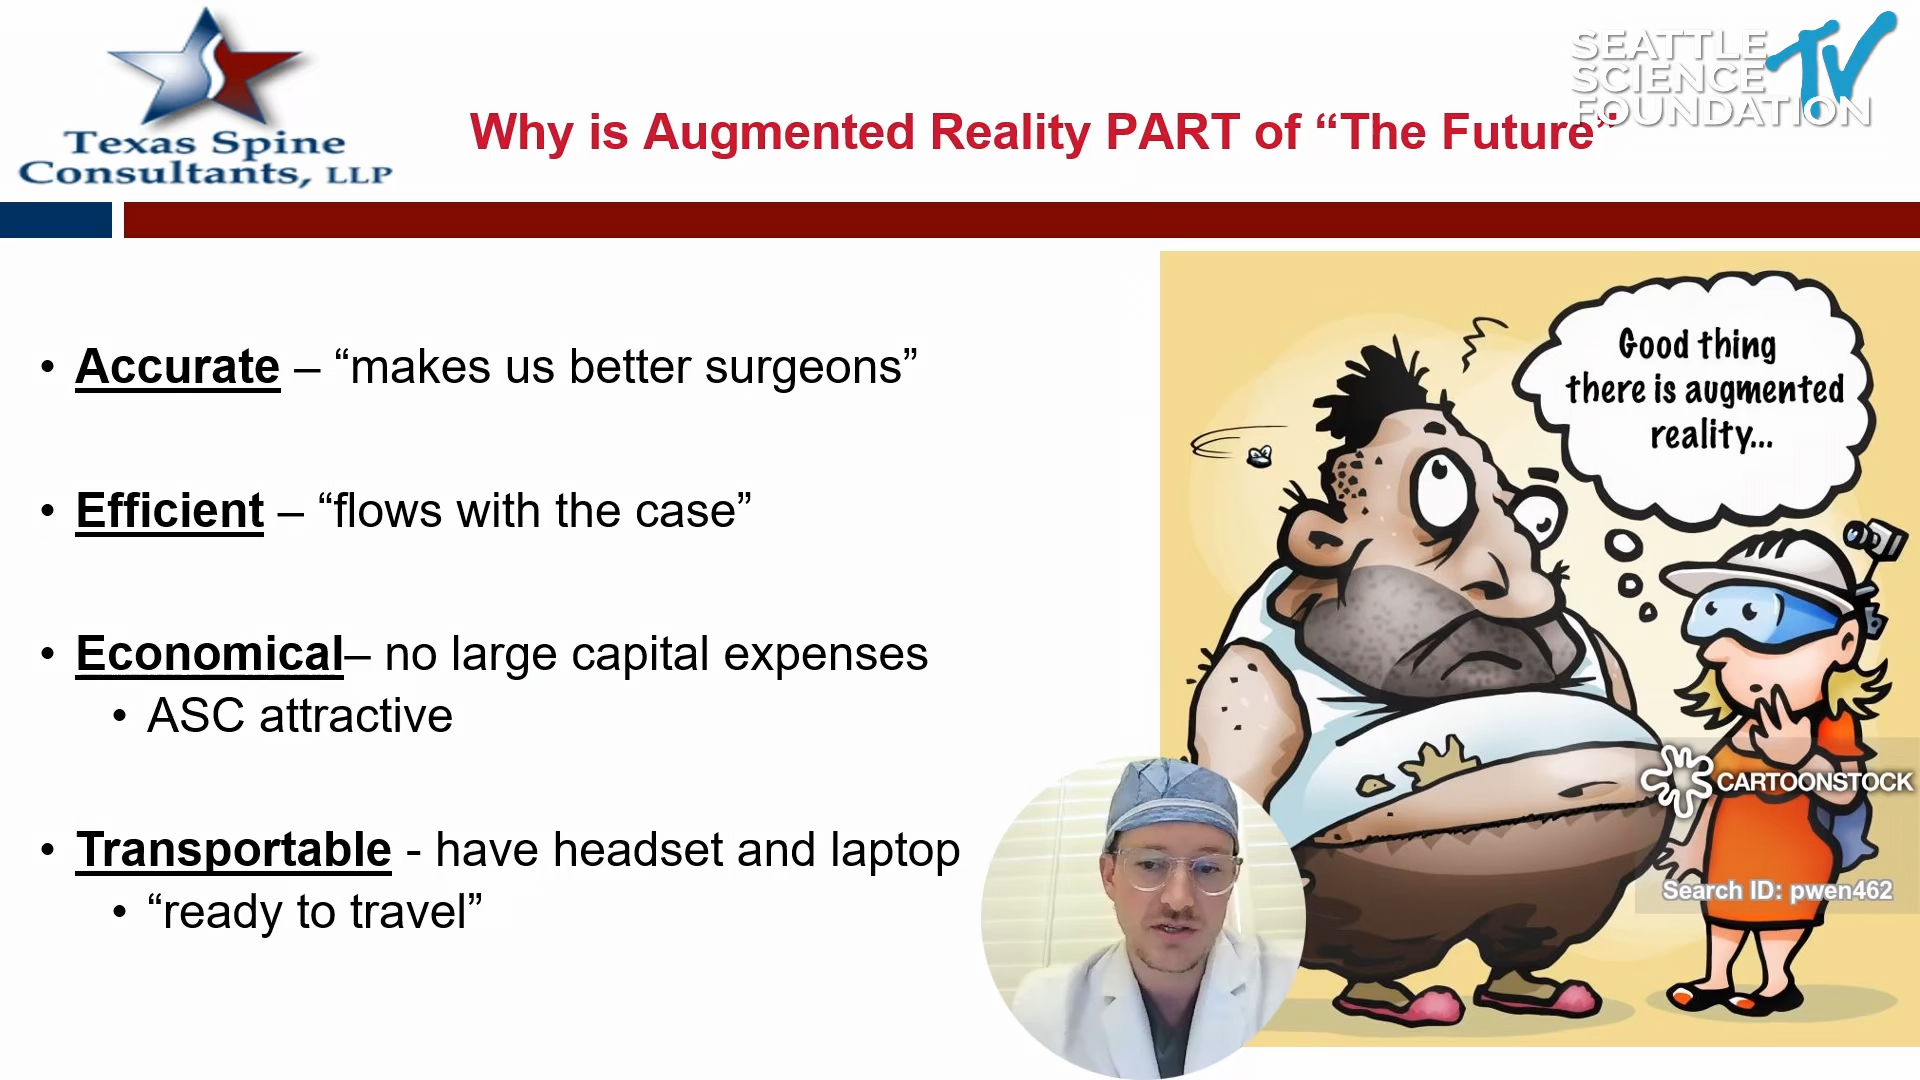 Texas Spine
Consultants, LLP
SEATTLE
SCIENCE
FOUNDATION
TV
Why is Augmented Reality PART of “The Future”
• Accurate – “makes us better surgeons”
• Efficient – “flows with the case”
• Economical– no large capital expenses
• ASC attractive
• Transportable - have headset and laptop
• “ready to travel”
Good thing
there is augmented
reality...
CARTOONSTOCK
Search ID: pwen462